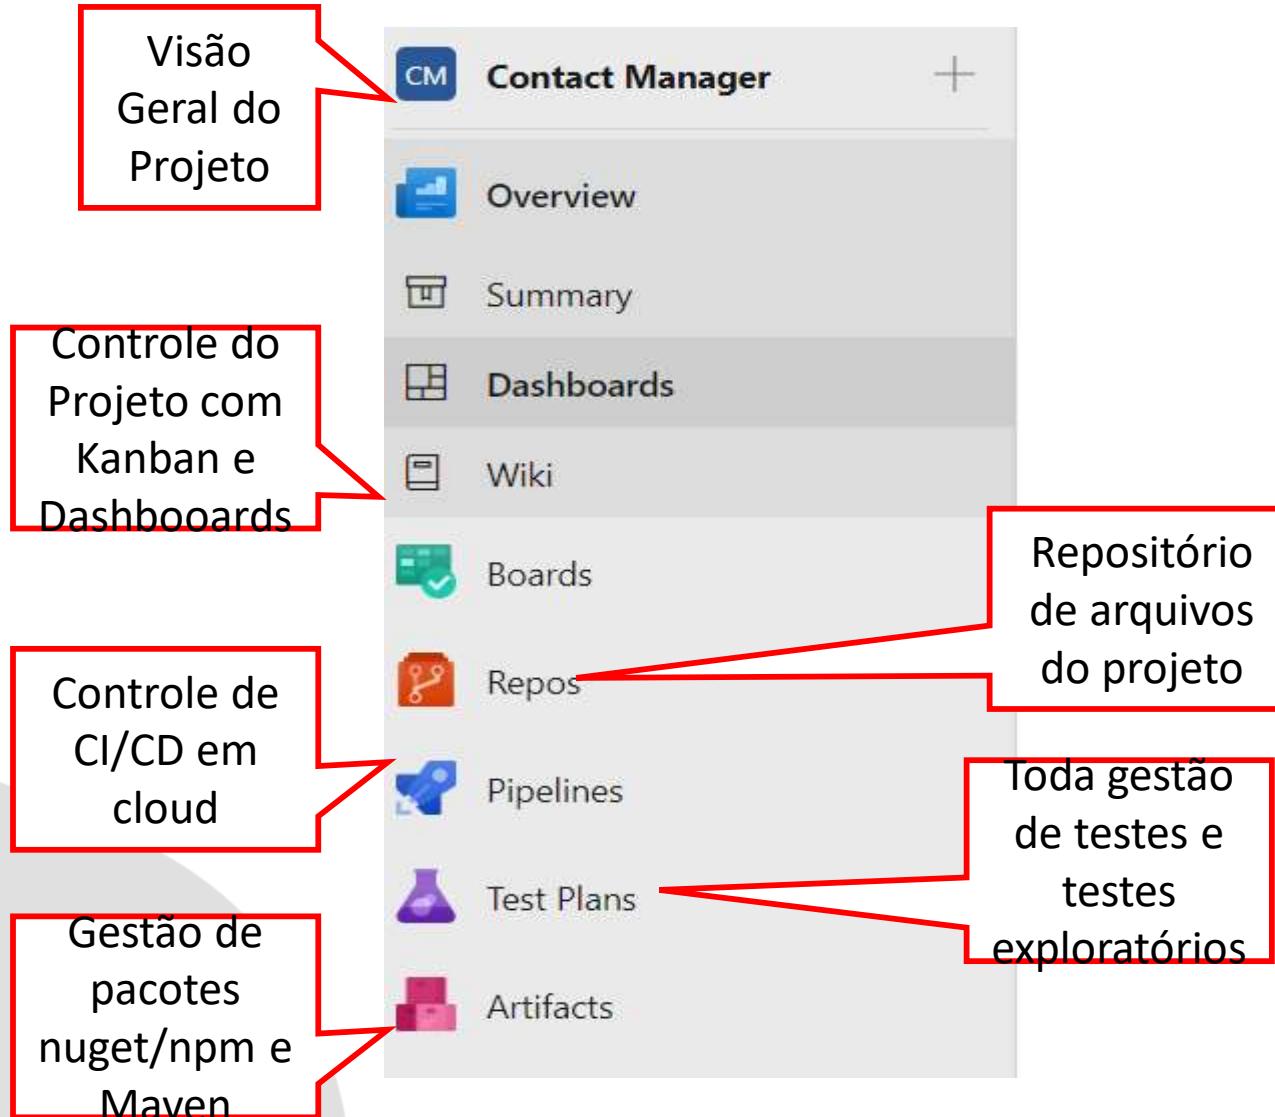 Visão
Geral do
Projeto
CM Contact Manager
Overview
Summary
Controle do
Projeto com
Kanban e
Dashbooards
Dashboards
Wiki
Boards
Repositório
de arquivos
do projeto
Repos
Controle de
CI/CD em
cloud
Pipelines
Toda gestão
de testes e
testes
exploratórios
Test Plans
Gestão de
pacotes
nuget/npm e
Maven
Artifacts